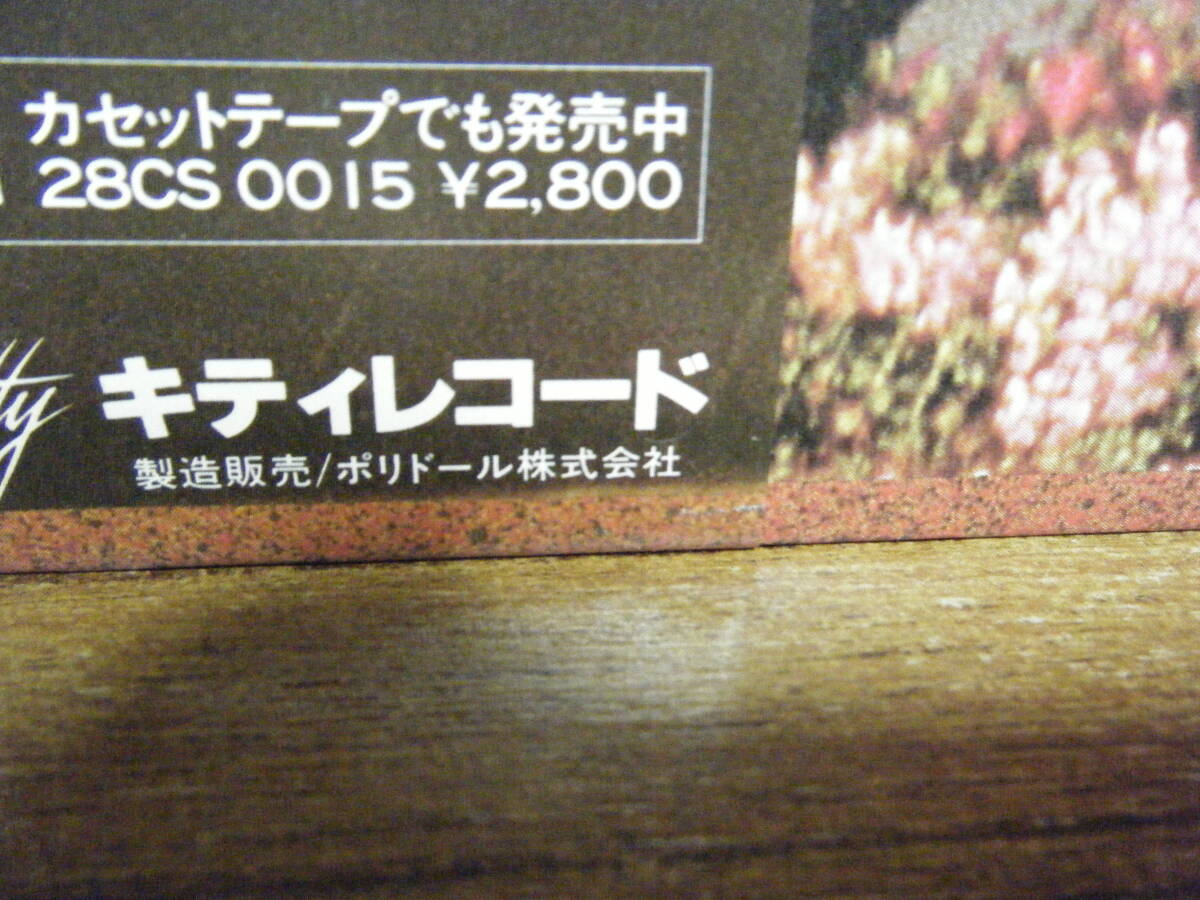 カセットテープでも発売中
28CS 0015 ¥2,800
キティレコード
製造販売/ポリドール株式会社